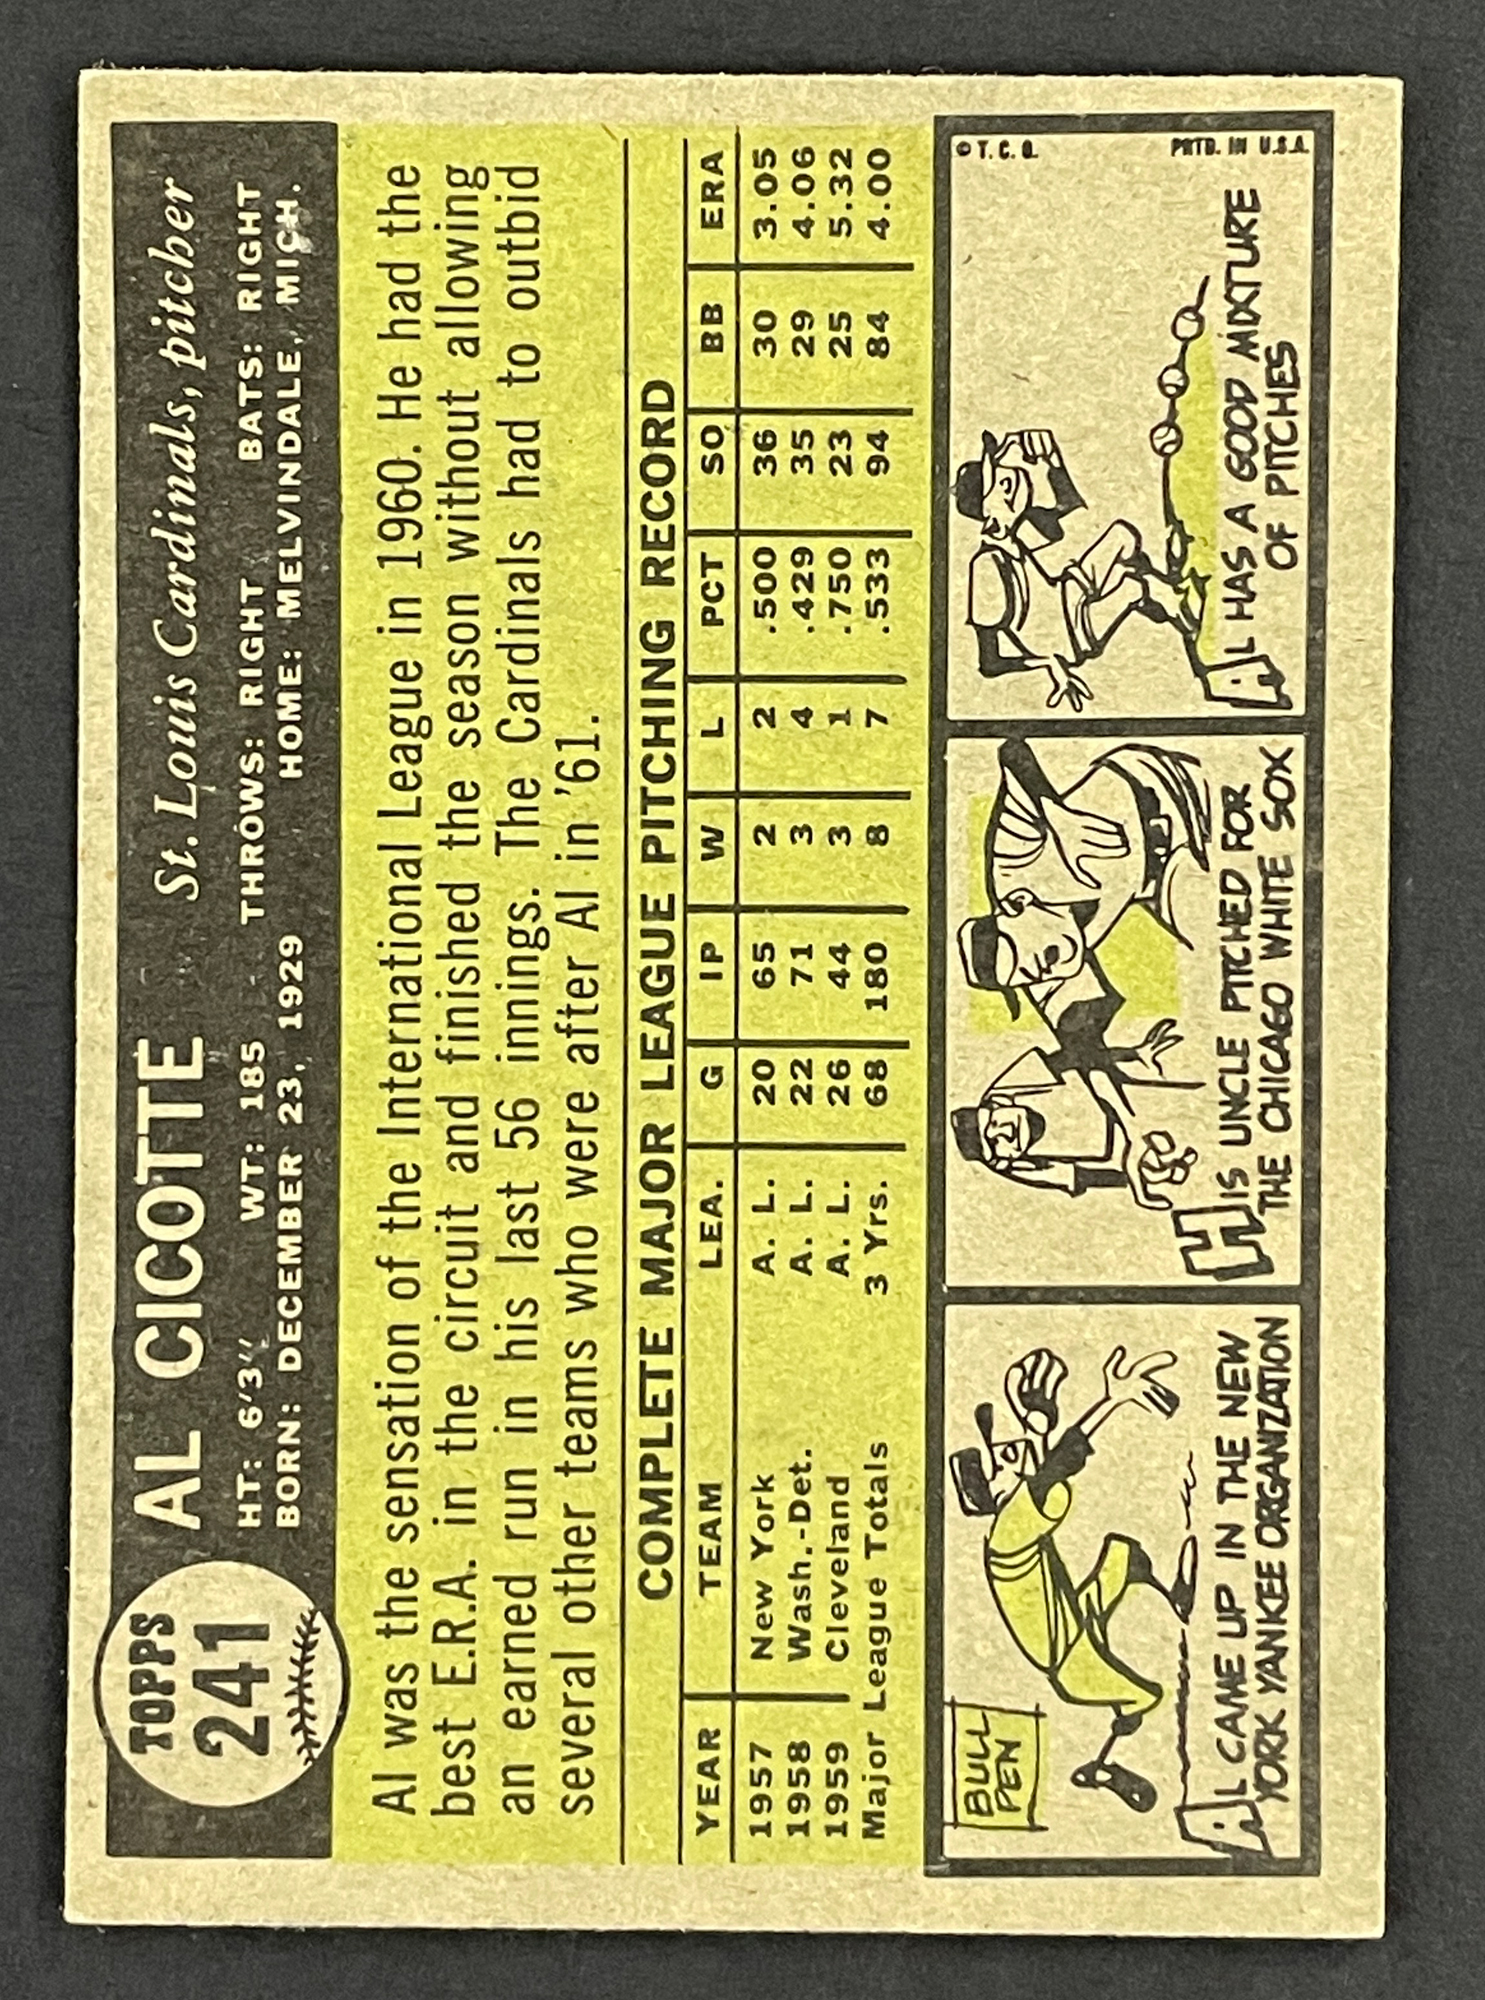 TOPPS
241
AL CICOTTE St. Louis Cardinals, pitcher
HT: 6'3" WT: 185 THROWS: RIGHT BATS: RIGHT
BORN: DECEMBER 23, 1929 HOME: MELVINDALE, MICH.
Al was the sensation of the International League in 1960. He had the
best E.R.A. in the circuit and finished the season without allowing
an earned run in his last 56 innings. The Cardinals had to outbid
several other teams who were after Al in '61.
COMPLETE MAJOR LEAGUE PITCHING RECORD
YEAR TEAM LEA. G IP W L PCT SO BB ERA
1957 New York A. L. 20 65 2 2 .500 36 30 3.05
1958 Wash.-Det. A. L. 22 71 3 4 .429 35 29 4.06
1959 Cleveland A. L. 26 44 3 1 .750 23 25 5.32
Major League Totals 3 Yrs. 68 180 8 7 .533 94 84 4.00
BULL
PEN
AL CAME UP IN THE NEW
YORK YANKEE ORGANIZATION
HIS UNCLE PITCHED FOR
THE CHICAGO WHITE SOX
© T. C. G. PRTD. IN U.S.A.
AL HAS A GOOD MIXTURE
OF PITCHES